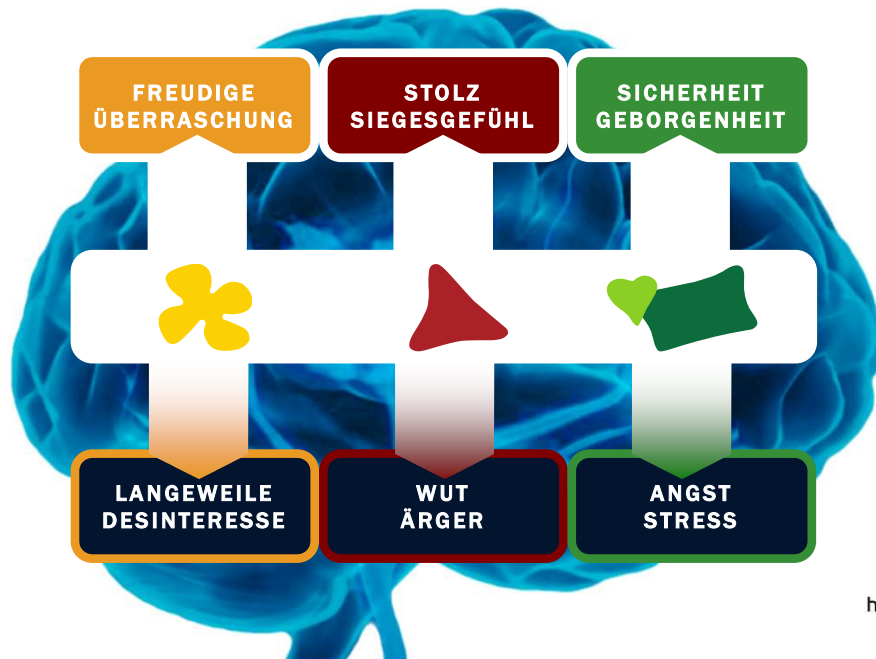 FREUDIGE
ÜBERRASCHUNG
STOLZ
SIEGESGEFÜHL
SICHERHEIT
GEBORGENHEIT
LANGEWEILE
DESINTERESSE
WUT
ÄRGER
ANGST
STRESS
h